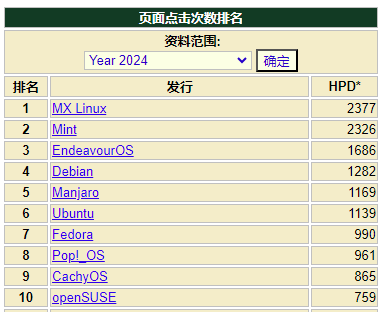 页面点击次数排名
资料范围:
Year 2024 确定
排名 发行 HPD*
1 MX Linux 2377
2 Mint 2326
3 EndeavourOS 1686
4 Debian 1282
5 Manjaro 1169
6 Ubuntu 1139
7 Fedora 990
8 Pop!_OS 961
9 CachyOS 865
10 openSUSE 759